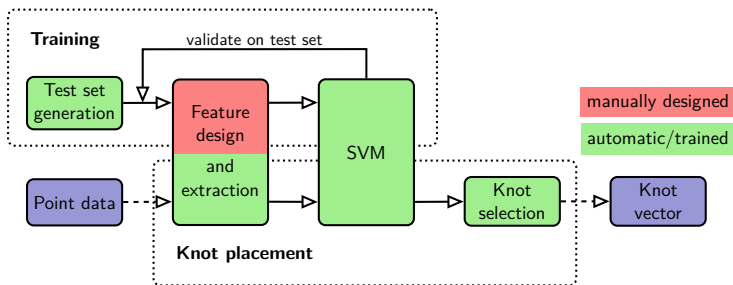 Training
validate on test set
Test set
generation
Feature
design
and
extraction
SVM
manually designed
automatic/trained
Point data
Knot
selection
Knot
vector
Knot placement